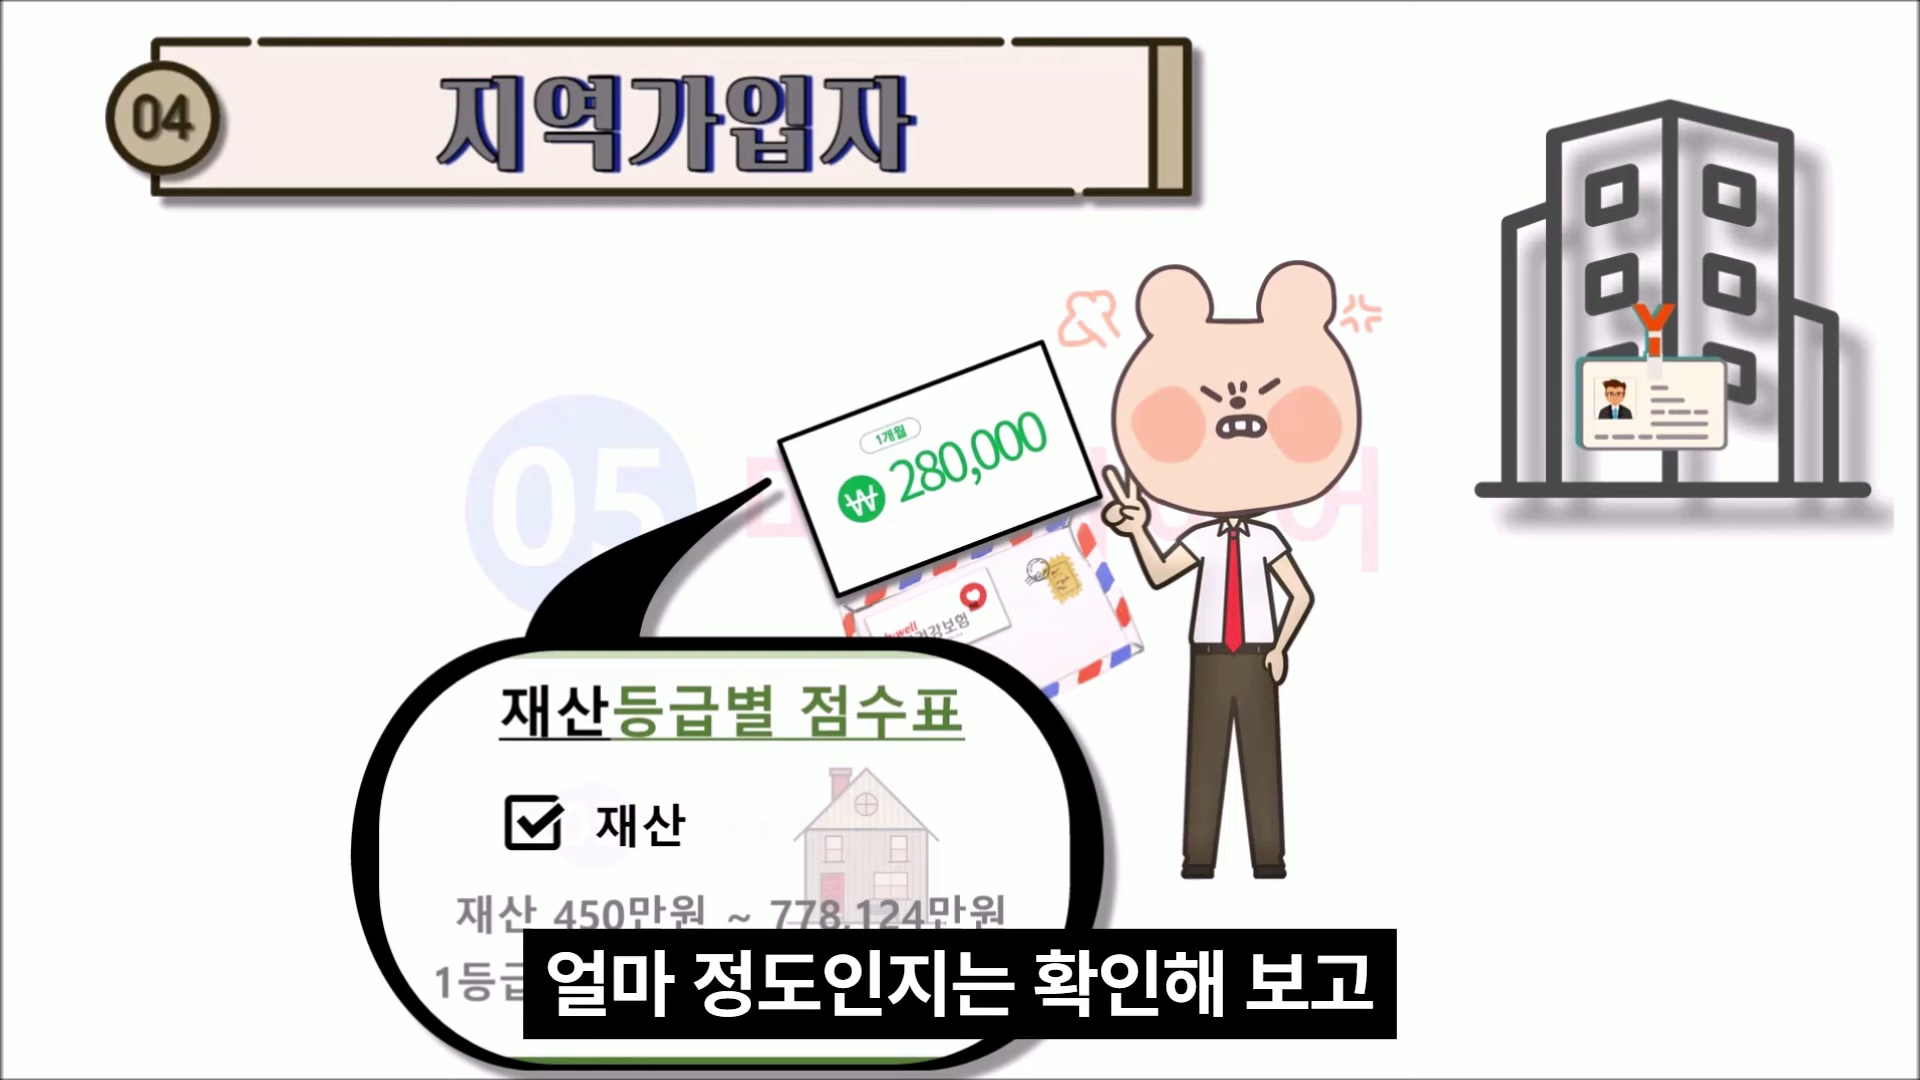 04
지역가입자
1개월
₩ 280,000
05
건강보험
재산등급별 점수표
재산
재산 450만원 ~ 778,124만원
1등급
얼마 정도인지는 확인해 보고